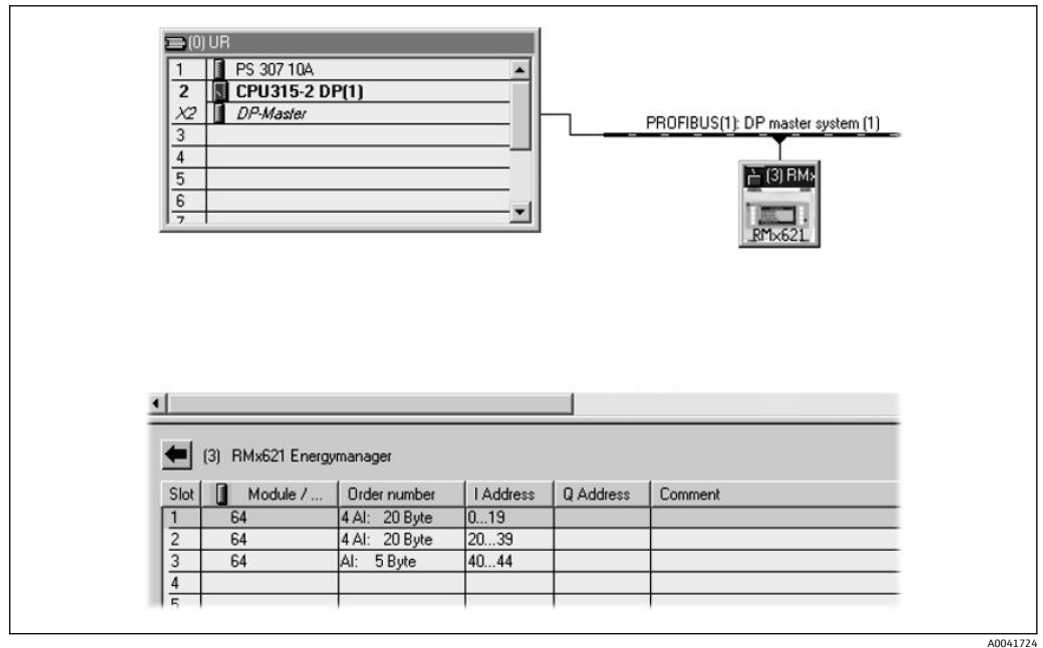 (0) UR
1 PS 307 10A
2 CPU315-2 DP(1)
X2 DP-Master
3
4
5
6
7
PROFIBUS(1): DP master system (1)
(3) RMx
RMx621
(3) RMx621 Energymanager
Slot Module / ... Order number I Address Q Address Comment
1 64 4 AI: 20 Byte 0...19
2 64 4 AI: 20 Byte 20...39
3 64 AI: 5 Byte 40...44
4
5
A0041724